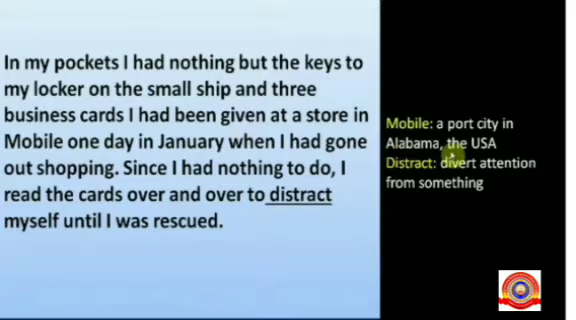 In my pockets I had nothing but the keys to
my locker on the small ship and three
business cards I had been given at a store in
Mobile one day in January when I had gone
out shopping. Since I had nothing to do, I
read the cards over and over to distract
myself until I was rescued.
Mobile: a port city in
Alabama, the USA
Distract: divert attention
from something